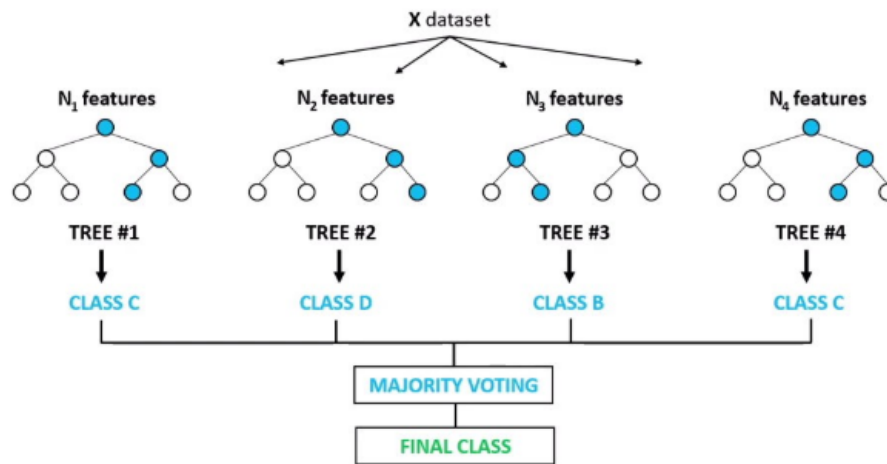 X dataset
N₁ features
N₂ features
N₃ features
N₄ features
TREE #1
TREE #2
TREE #3
TREE #4
CLASS C
CLASS D
CLASS B
CLASS C
MAJORITY VOTING
FINAL CLASS